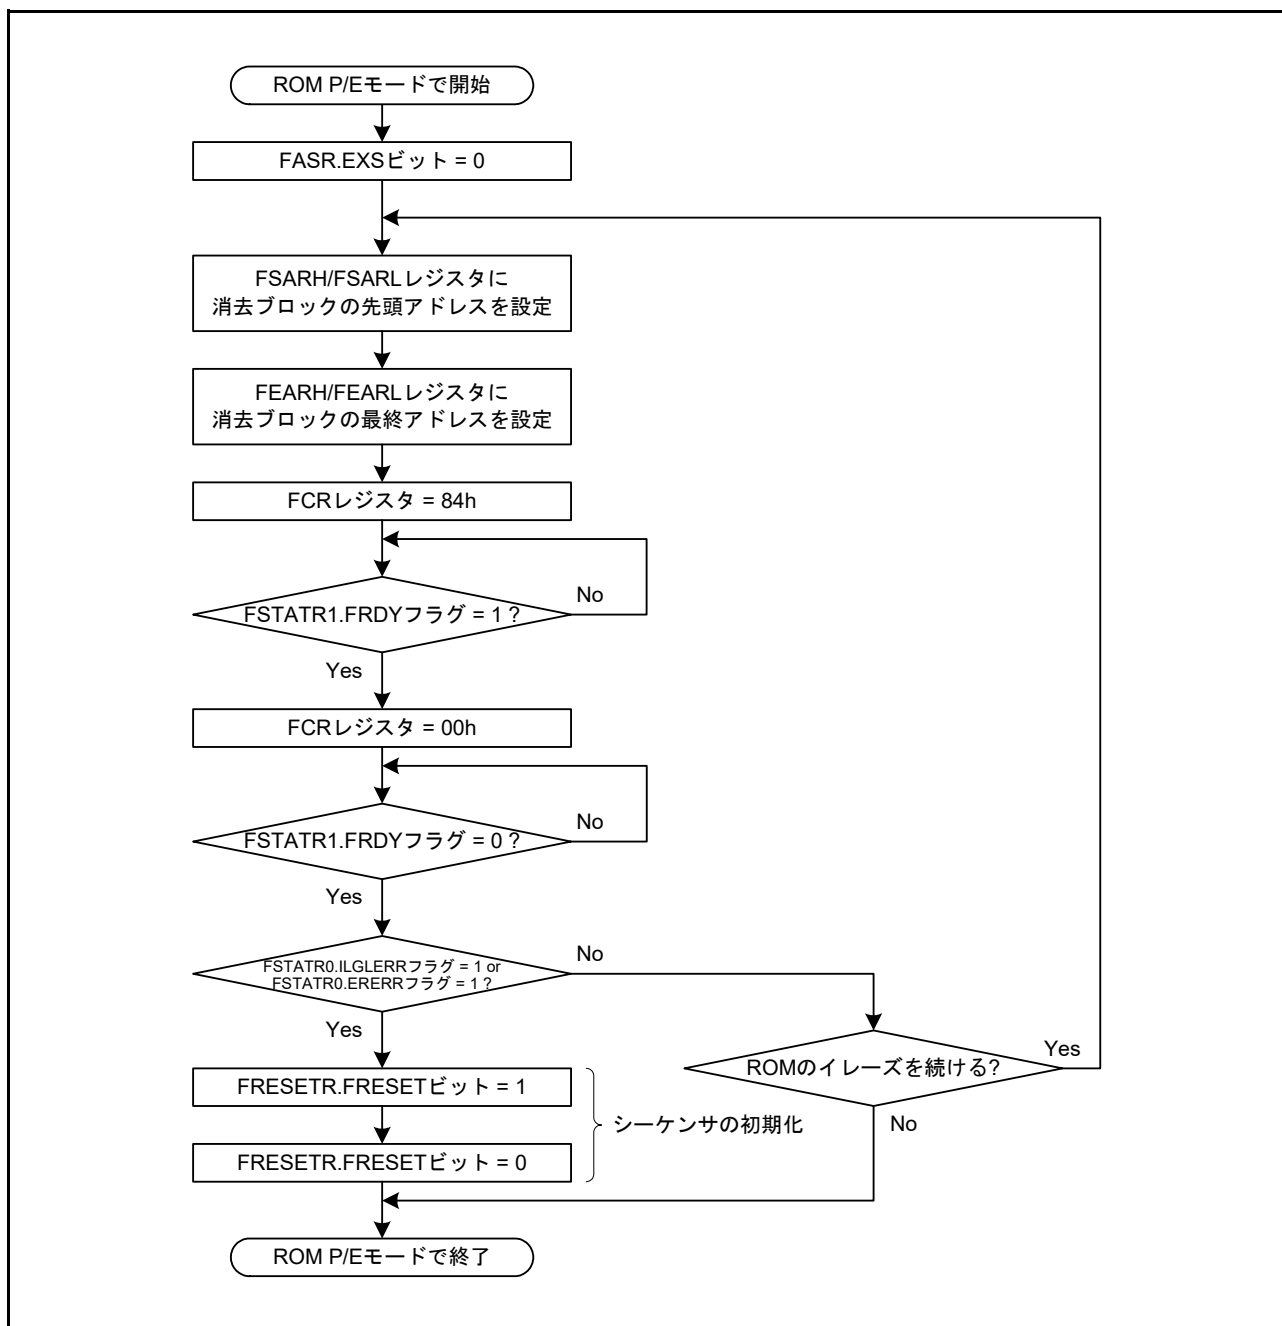 ROM P/Eモードで開始
FASR.EXSビット = 0
FSARH/FSARLレジスタに
消去ブロックの先頭アドレスを設定
FEARH/FEARLレジスタに
消去ブロックの最終アドレスを設定
FCRレジスタ = 84h
FSTATR1.FRDYフラグ = 1 ?
No
Yes
FCRレジスタ = 00h
FSTATR1.FRDYフラグ = 0 ?
No
Yes
FSTATR0.ILGLERRフラグ = 1 or
FSTATR0.ERERRフラグ = 1 ?
No
Yes
ROMのイレーズを続ける?
Yes
No
FRESETR.FRESETビット = 1
シーケンサの初期化
FRESETR.FRESETビット = 0
ROM P/Eモードで終了